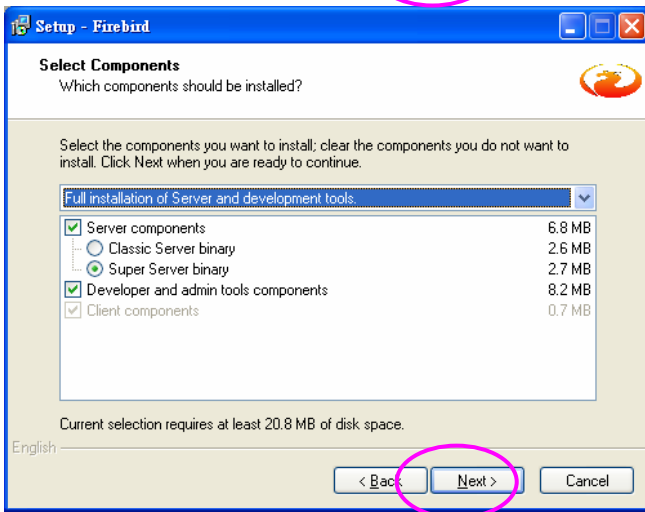 Setup - Firebird
Select Components
Which components should be installed?
Select the components you want to install; clear the components you do not want to
install. Click Next when you are ready to continue.
Full installation of Server and development tools.
Server components 6.8 MB
Classic Server binary 2.6 MB
Super Server binary 2.7 MB
Developer and admin tools components 8.2 MB
Client components 0.7 MB
Current selection requires at least 20.8 MB of disk space.
English
< Back Next > Cancel